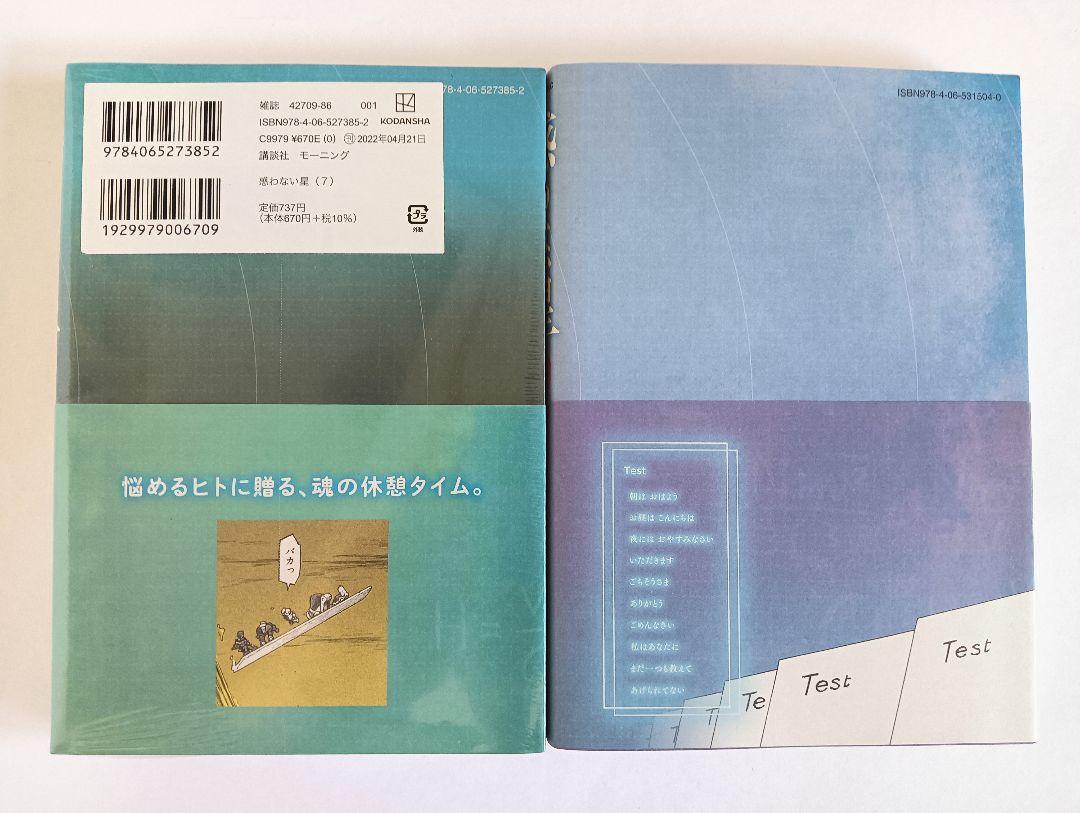 雑誌 42709-86 001
ISBN978-4-06-527385-2 KODANSHA
C9979 ¥670E (0) ㊢2022年04月21日
講談社 モーニング
惑わない星（7）
定価737円
（本体670円＋税10%）
外装
9784065273852
1929979006709
78-4-06-527385-2
悩めるヒトに贈る、魂の休憩タイム。
バカっ
ISBN978-4-06-531504-0
Test
朝は おはよう
お昼は こんにちは
夜には おやすみなさい
いただきます
ごちそうさま
ありがとう
ごめんなさい
私はあなたに
まだ一つも教えて
あげられてない
T
Te
Test
Test